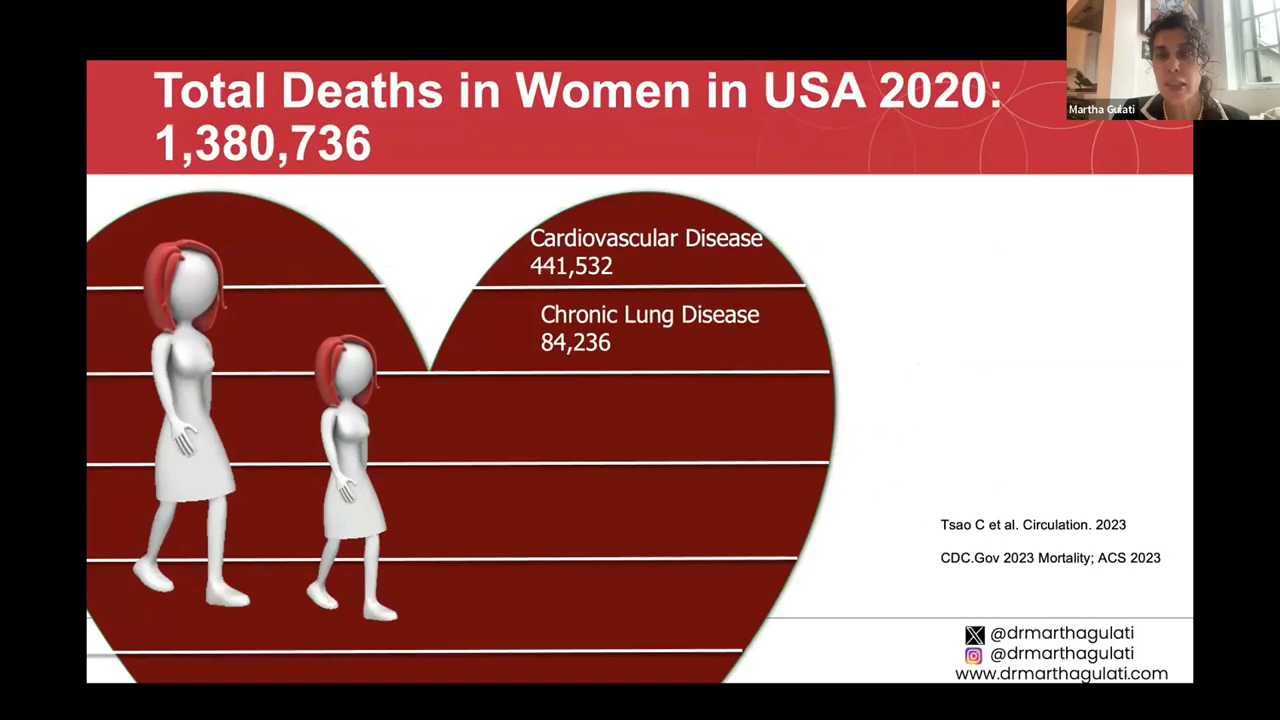 Total Deaths in Women in USA 2020:
1,380,736
Martha Gulati
Cardiovascular Disease
441,532
Chronic Lung Disease
84,236
Tsao C et al. Circulation. 2023
CDC.Gov 2023 Mortality; ACS 2023
@drmarthagulati
@drmarthagulati
www.drmarthagulati.com